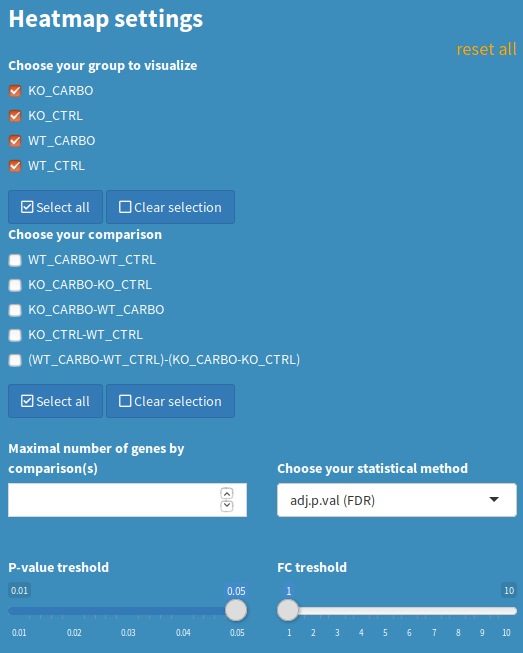 Heatmap settings
reset all
Choose your group to visualize
KO_CARBO
KO_CTRL
WT_CARBO
WT_CTRL
Select all Clear selection
Choose your comparison
WT_CARBO-WT_CTRL
KO_CARBO-KO_CTRL
KO_CARBO-WT_CARBO
KO_CTRL-WT_CTRL
(WT_CARBO-WT_CTRL)-(KO_CARBO-KO_CTRL)
Select all Clear selection
Maximal number of genes by
comparison(s)
Choose your statistical method
adj.p.val (FDR)
P-value treshold
0.01 0.05
0.01 0.02 0.03 0.04 0.05
FC treshold
1 10
1 2 3 4 5 6 7 8 9 10